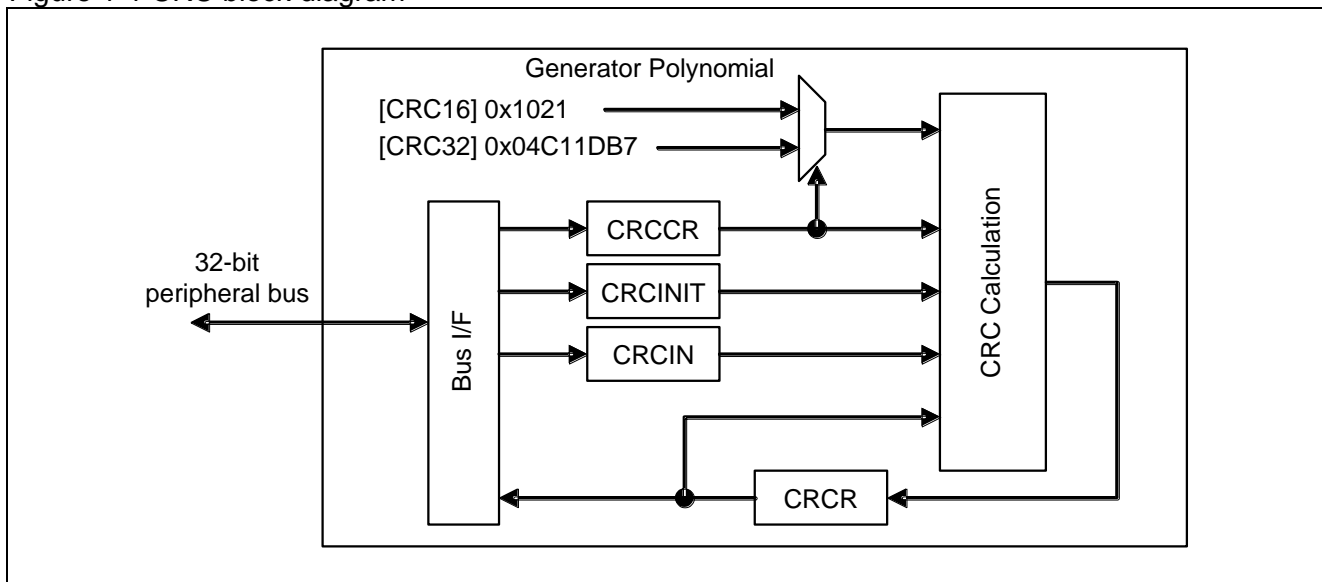 Generator Polynomial
[CRC16] 0x1021
[CRC32] 0x04C11DB7
CRCCR
32-bit
peripheral bus
CRCINIT
Bus I/F
CRCIN
CRC Calculation
CRCR